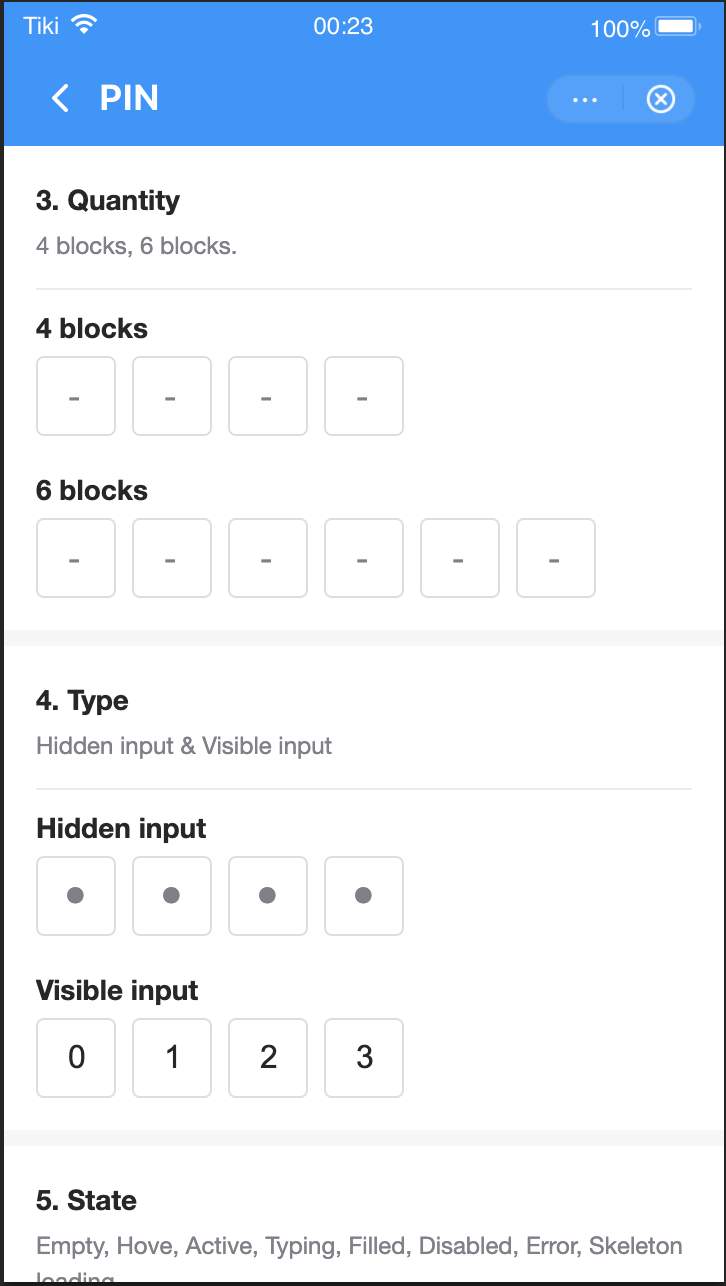 Tiki 00:23 100%
PIN
3. Quantity
4 blocks, 6 blocks.
4 blocks
- - - -
6 blocks
- - - - - -
4. Type
Hidden input & Visible input
Hidden input
● ● ● ●
Visible input
0 1 2 3
5. State
Empty, Hove, Active, Typing, Filled, Disabled, Error, Skeleton
loading